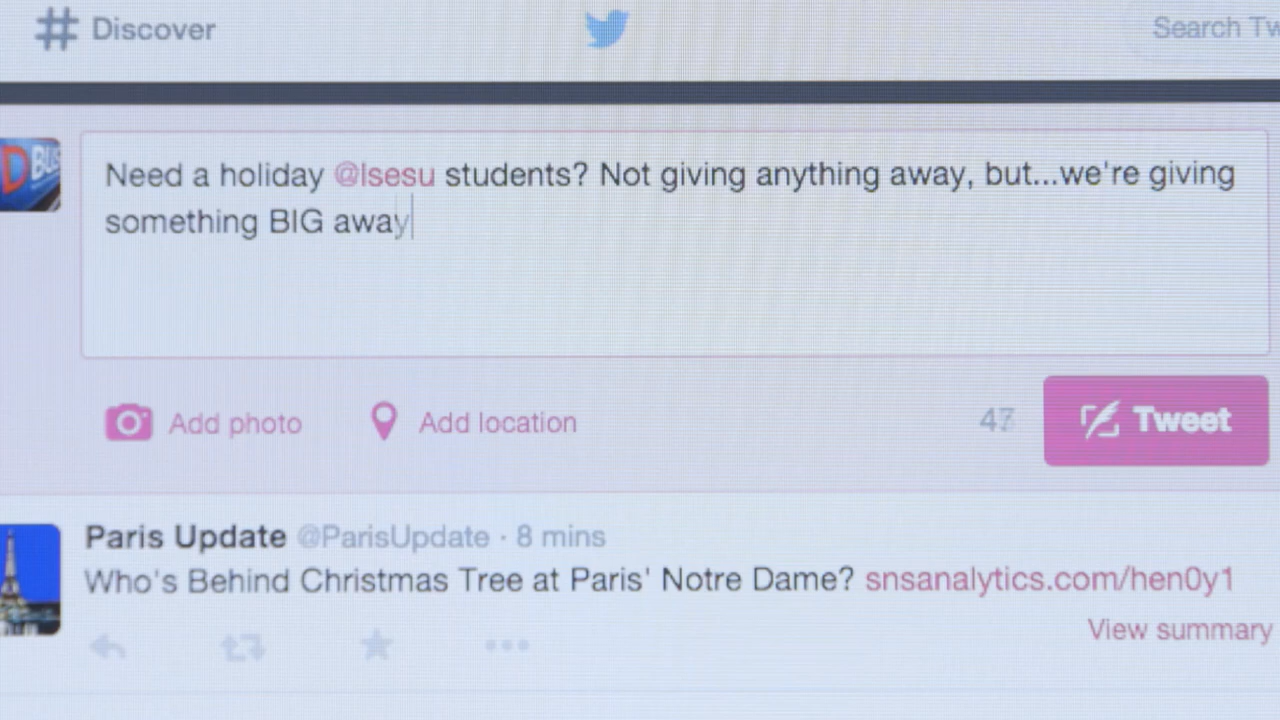 Discover
Search Tw
D BUS
Need a holiday @lsesu students? Not giving anything away, but...we're giving
something BIG away
Add photo
Add location
Tweet
Paris Update @ParisUpdate · 8 mins
Who's Behind Christmas Tree at Paris' Notre Dame? snsanalytics.com/hen0y1
View summary